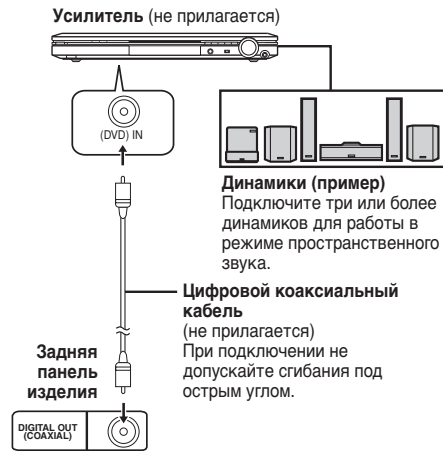 Усилитель (не прилагается)
(DVD) IN
Динамики (пример)
Подключите три или более
динамиков для работы в
режиме пространственного
звука.
Цифровой коаксиальный
кабель
(не прилагается)
При подключении не
допускайте сгибания под
острым углом.
Задняя
панель
изделия
DIGITAL OUT
(COAXIAL)